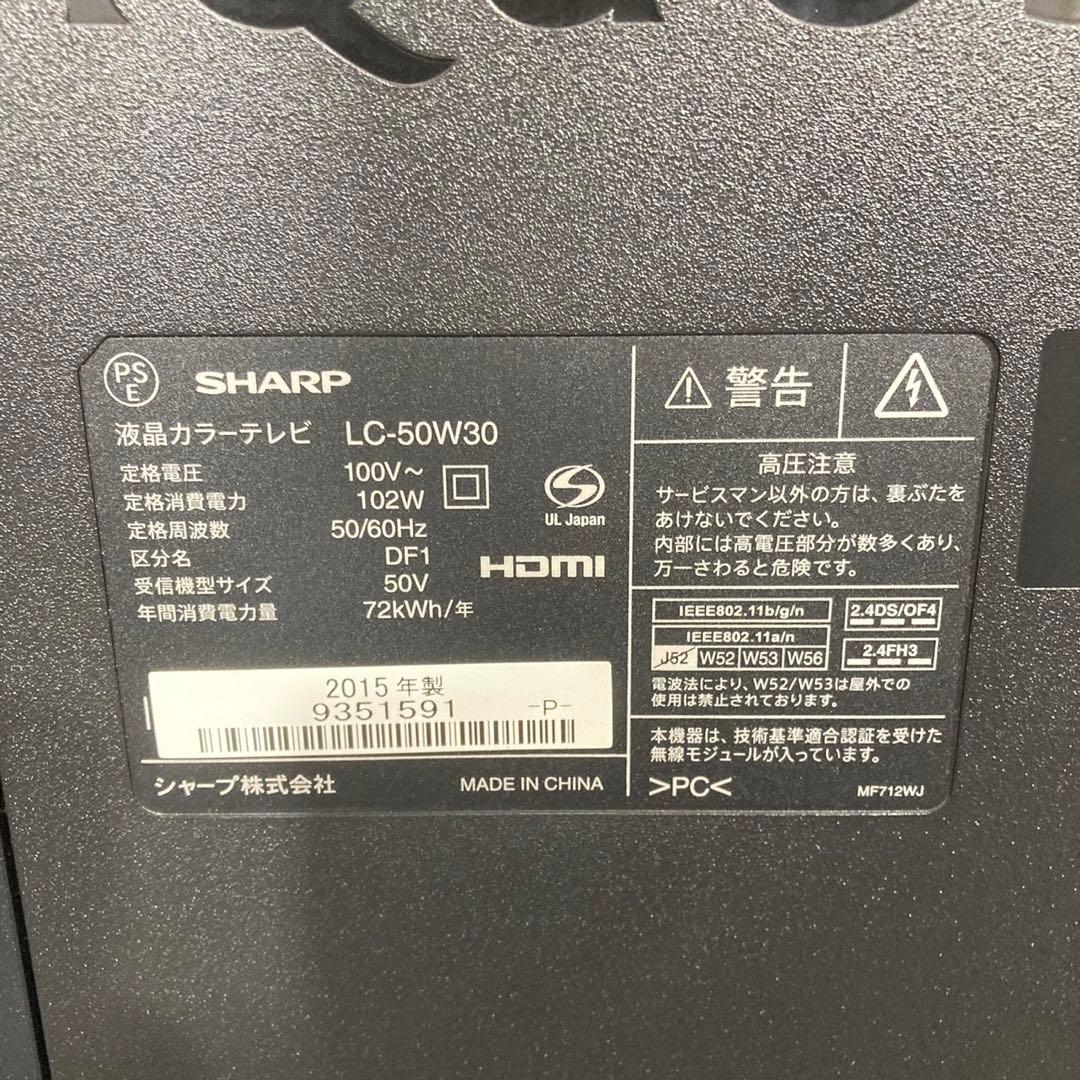 PS
E
SHARP
液晶カラーテレビ LC-50W30
定格電圧 100V～
定格消費電力 102W
定格周波数 50/60Hz
区分名 DF1
受信機型サイズ 50V
年間消費電力量 72kWh/年
S
UL Japan
HDMI
2015年製
9351591 -P-
シャープ株式会社 MADE IN CHINA
警告
高圧注意
サービスマン以外の方は、裏ぶたを
あけないでください。
内部には高電圧部分が数多くあり、
万一さわると危険です。
IEEE802.11b/g/n
IEEE802.11a/n
J52 W52 W53 W56
2.4DS/OF4
2.4FH3
電波法により、W52/W53は屋外での
使用は禁止されております。
本機器は、技術基準適合認証を受けた
無線モジュールが入っています。
>PC< MF712WJ